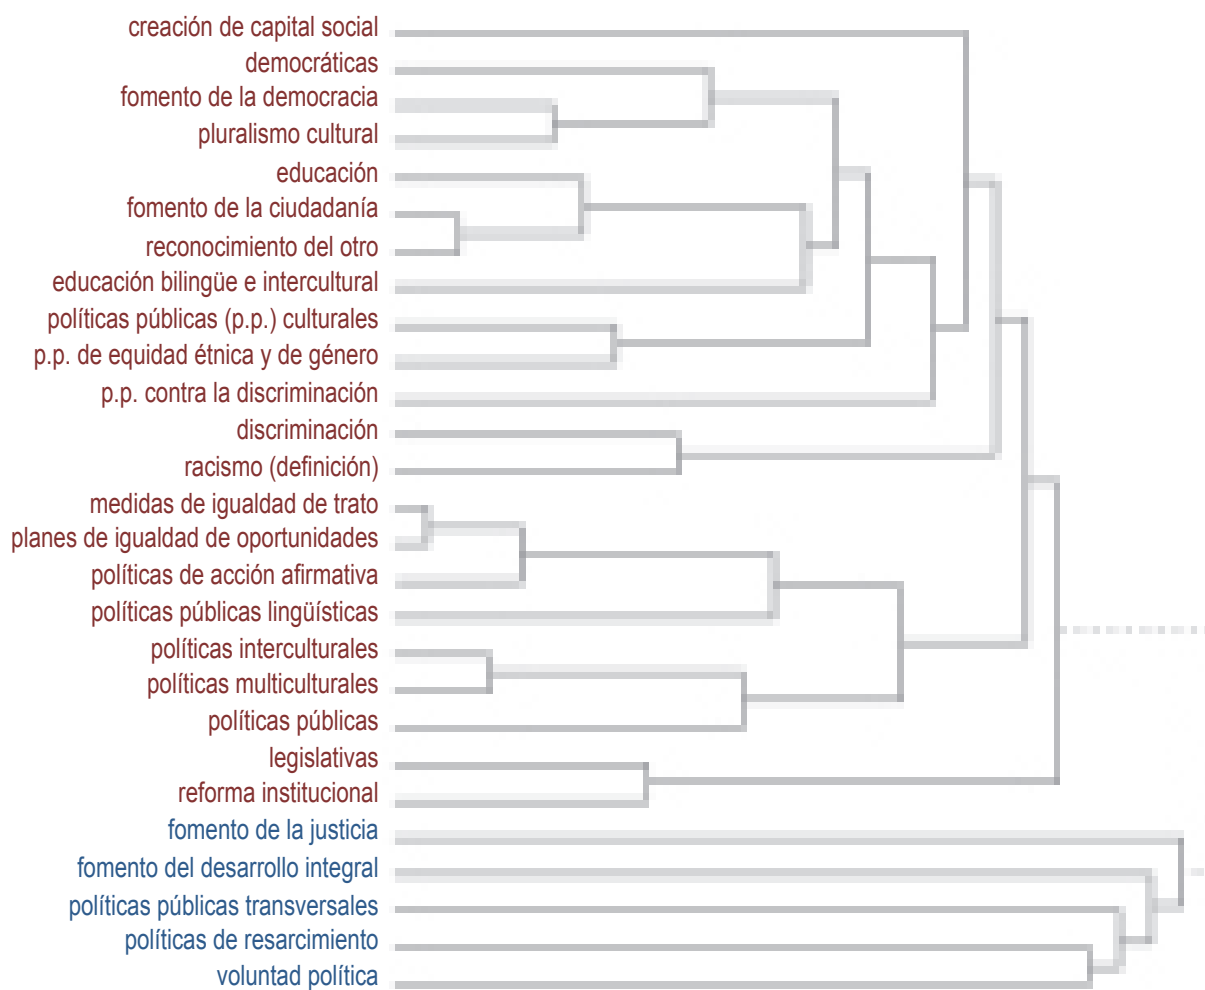 creación de capital social
democráticas
fomento de la democracia
pluralismo cultural
educación
fomento de la ciudadanía
reconocimiento del otro
educación bilingüe e intercultural
políticas públicas (p.p.) culturales
p.p. de equidad étnica y de género
p.p. contra la discriminación
discriminación
racismo (definición)
medidas de igualdad de trato
planes de igualdad de oportunidades
políticas de acción afirmativa
políticas públicas lingüísticas
políticas interculturales
políticas multiculturales
políticas públicas
legislativas
reforma institucional
fomento de la justicia
fomento del desarrollo integral
políticas públicas transversales
políticas de resarcimiento
voluntad política